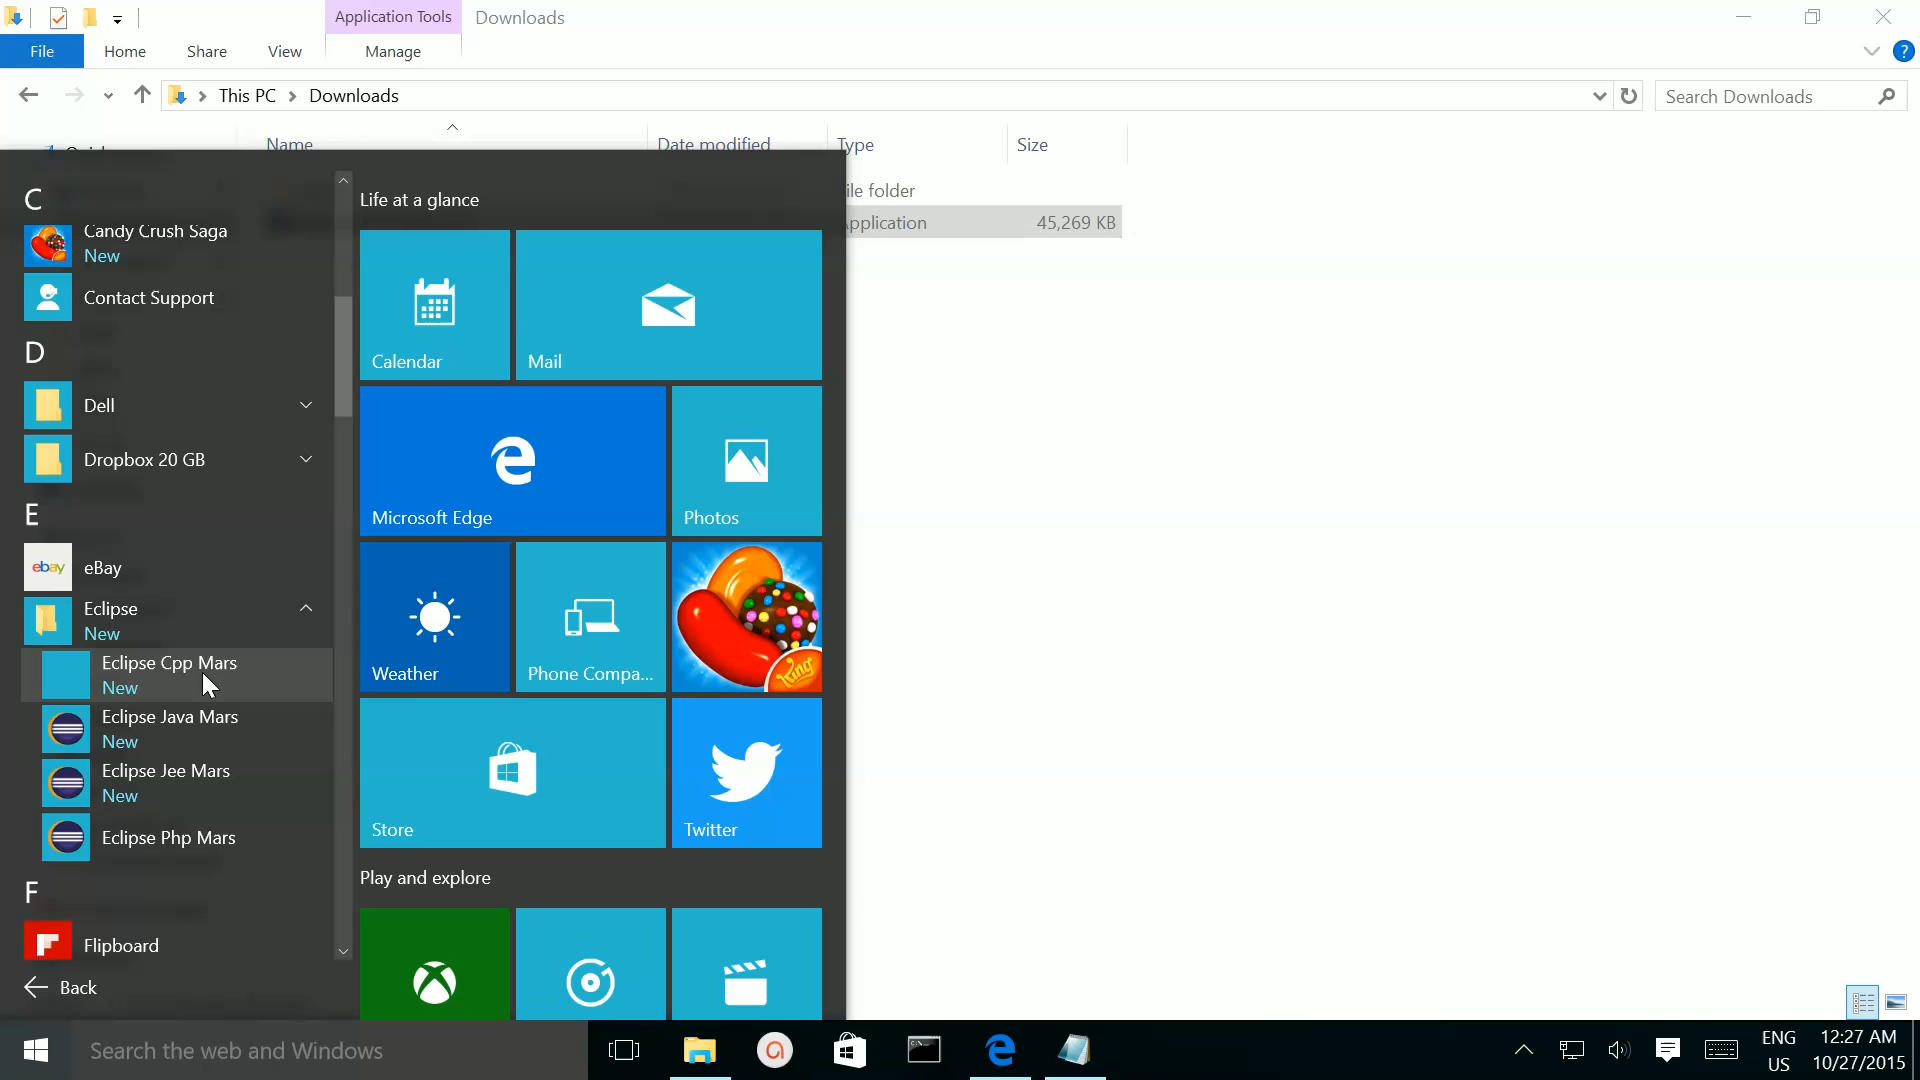 Application Tools
Downloads
File
Home
Share
View
Manage
?
This PC
Downloads
Search Downloads
Name
Date modified
Type
Size
ile folder
pplication
45,269 KB
C
Candy Crush Saga
New
Contact Support
D
Dell
Dropbox 20 GB
E
ebay
eBay
Eclipse
New
Eclipse Cpp Mars
New
Eclipse Java Mars
New
Eclipse Jee Mars
New
Eclipse Php Mars
F
Flipboard
Back
Life at a glance
Calendar
Mail
Microsoft Edge
Photos
Weather
Phone Compa...
King
Store
Twitter
Play and explore
Search the web and Windows
ENG
US
12:27 AM
10/27/2015